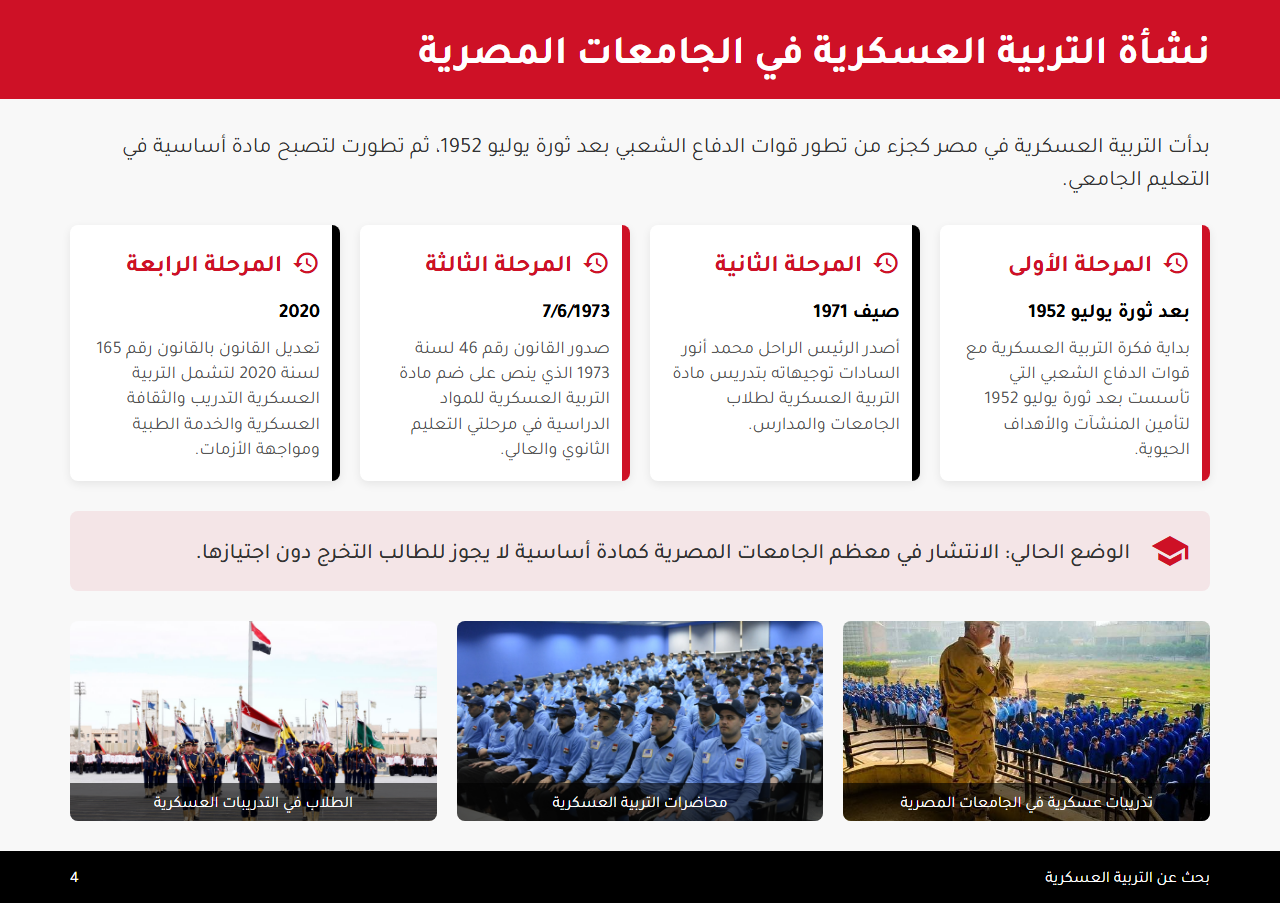 نشأة التربية العسكرية في الجامعات المصرية
بدأت التربية العسكرية في مصر كجزء من تطور قوات الدفاع الشعبي بعد ثورة يوليو 1952، ثم تطورت لتصبح مادة أساسية في
التعليم الجامعي.
المرحلة الأولى
بعد ثورة يوليو 1952
بداية فكرة التربية العسكرية مع
قوات الدفاع الشعبي التي
تأسست بعد ثورة يوليو 1952
لتأمين المنشآت والأهداف
الحيوية.
المرحلة الثانية
صيف 1971
أصدر الرئيس الراحل محمد أنور
السادات توجيهاته بتدريس مادة
التربية العسكرية لطلاب
الجامعات والمدارس.
المرحلة الثالثة
7/6/1973
صدور القانون رقم 46 لسنة
1973 الذي ينص على ضم مادة
التربية العسكرية للمواد
الدراسية في مرحلتي التعليم
الثانوي والعالي.
المرحلة الرابعة
2020
تعديل القانون بالقانون رقم 165
لسنة 2020 لتشمل التربية
العسكرية التدريب والثقافة
العسكرية والخدمة الطبية
ومواجهة الأزمات.
الوضع الحالي: الانتشار في معظم الجامعات المصرية كمادة أساسية لا يجوز للطالب التخرج دون اجتيازها.
تدريبات عسكرية في الجامعات المصرية
محاضرات التربية العسكرية
الطلاب في التدريبات العسكرية
بحث عن التربية العسكرية
4